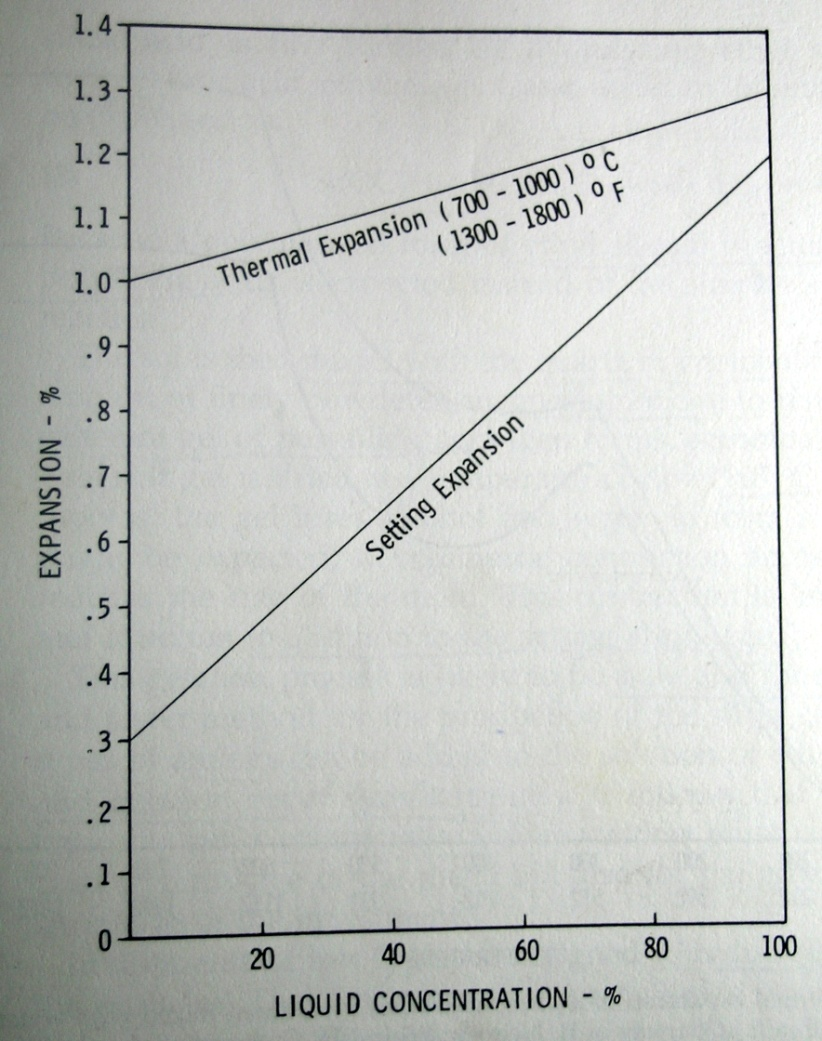 1.4
1.3
1.2
1.1
1.0
.9
.8
.7
.6
.5
.4
.3
.2
.1
0
EXPANSION - %
Thermal Expansion (700 - 1000) ° C
(1300 - 1800) ° F
Setting Expansion
20 40 60 80 100
LIQUID CONCENTRATION - %